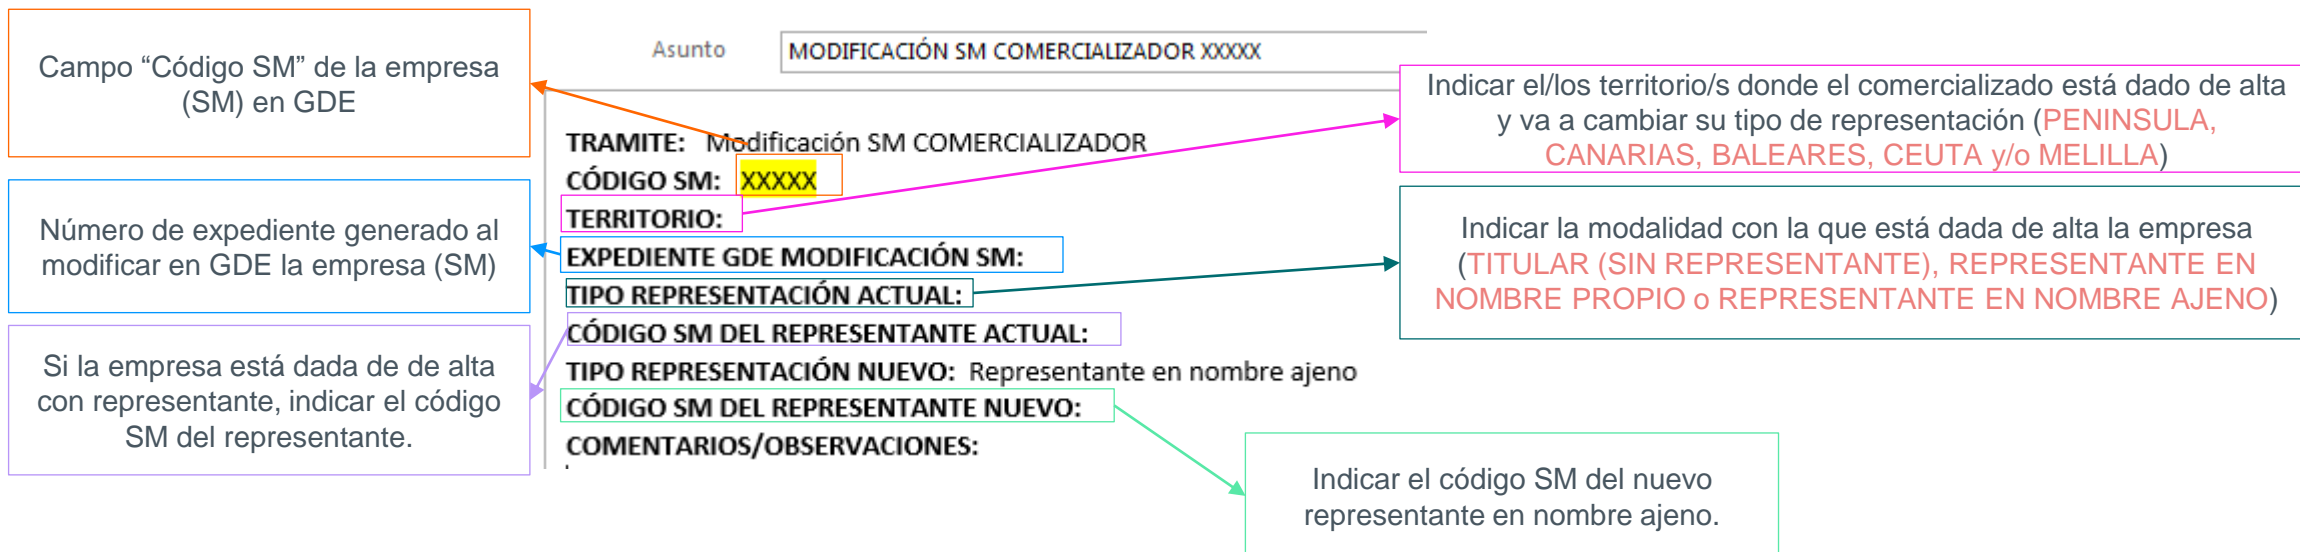 Campo “Código SM” de la empresa
(SM) en GDE
Número de expediente generado al
modificar en GDE la empresa (SM)
Si la empresa está dada de de alta
con representante, indicar el código
SM del representante.
Asunto
MODIFICACIÓN SM COMERCIALIZADOR XXXXX
TRAMITE: Modificación SM COMERCIALIZADOR
CÓDIGO SM: XXXXX
TERRITORIO:
EXPEDIENTE GDE MODIFICACIÓN SM:
TIPO REPRESENTACIÓN ACTUAL:
CÓDIGO SM DEL REPRESENTANTE ACTUAL:
TIPO REPRESENTACIÓN NUEVO: Representante en nombre ajeno
CÓDIGO SM DEL REPRESENTANTE NUEVO:
COMENTARIOS/OBSERVACIONES:
Indicar el/los territorio/s donde el comercializado está dado de alta
y va a cambiar su tipo de representación (PENINSULA,
CANARIAS, BALEARES, CEUTA y/o MELILLA)
Indicar la modalidad con la que está dada de alta la empresa
(TITULAR (SIN REPRESENTANTE), REPRESENTANTE EN
NOMBRE PROPIO o REPRESENTANTE EN NOMBRE AJENO)
Indicar el código SM del nuevo
representante en nombre ajeno.